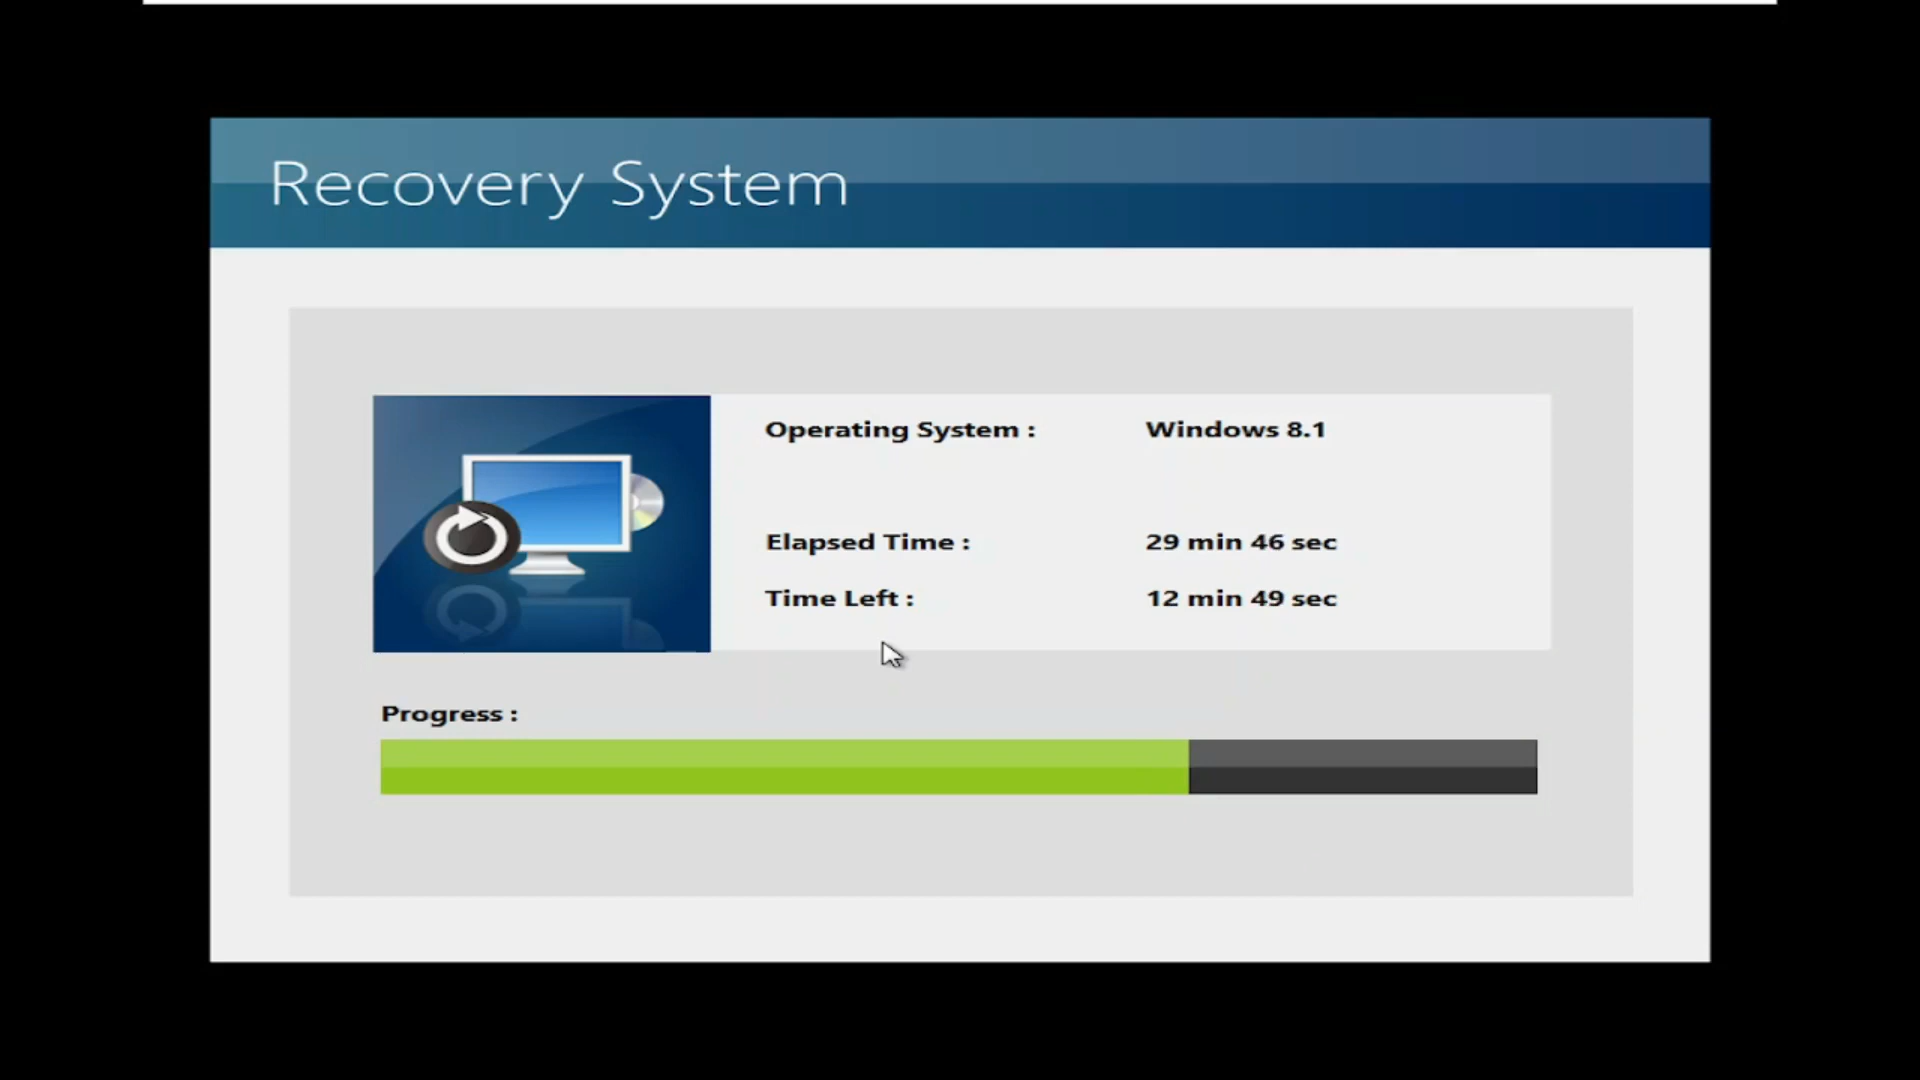 Recovery System
Operating System : Windows 8.1
Elapsed Time : 29 min 46 sec
Time Left : 12 min 49 sec
Progress :